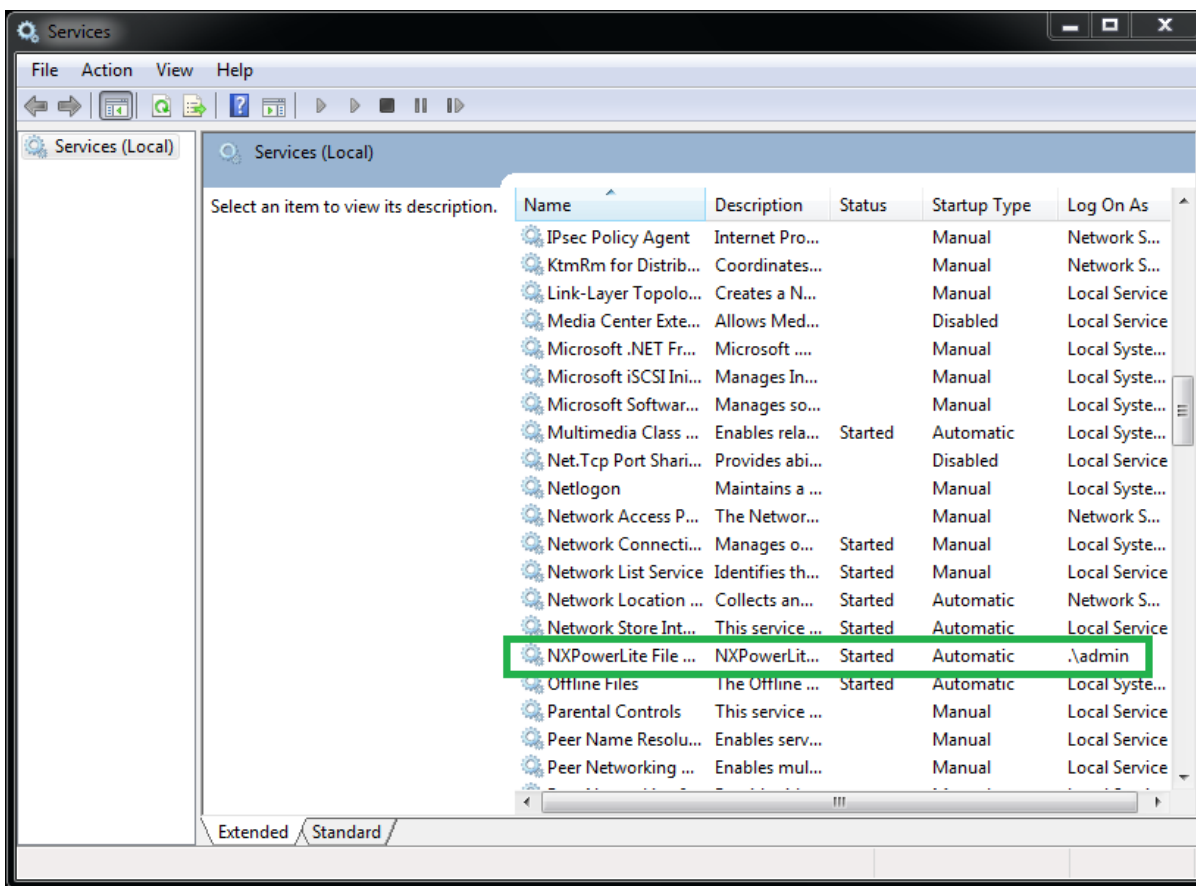 Services
File Action View Help
Services (Local)
Services (Local)
Select an item to view its description.
Name Description Status Startup Type Log On As
IPsec Policy Agent Internet Pro... Manual Network S...
KtmRm for Distrib... Coordinates... Manual Network S...
Link-Layer Topolo... Creates a N... Manual Local Service
Media Center Exte... Allows Med... Disabled Local Service
Microsoft .NET Fr... Microsoft .... Manual Local Syste...
Microsoft iSCSI Ini... Manages In... Manual Local Syste...
Microsoft Softwar... Manages so... Manual Local Syste...
Multimedia Class ... Enables rela... Started Automatic Local Syste...
Net.Tcp Port Shari... Provides abi... Disabled Local Service
Netlogon Maintains a ... Manual Local Syste...
Network Access P... The Networ... Manual Network S...
Network Connecti... Manages o... Started Manual Local Syste...
Network List Service Identifies th... Started Manual Local Service
Network Location ... Collects an... Started Automatic Network S...
Network Store Int... This service ... Started Automatic Local Service
NXPowerLite File ... NXPowerLit... Started Automatic .\admin
Offline Files The Offline ... Started Automatic Local Syste...
Parental Controls This service ... Manual Local Service
Peer Name Resolu... Enables serv... Manual Local Service
Peer Networking ... Enables mul... Manual Local Service
Extended Standard